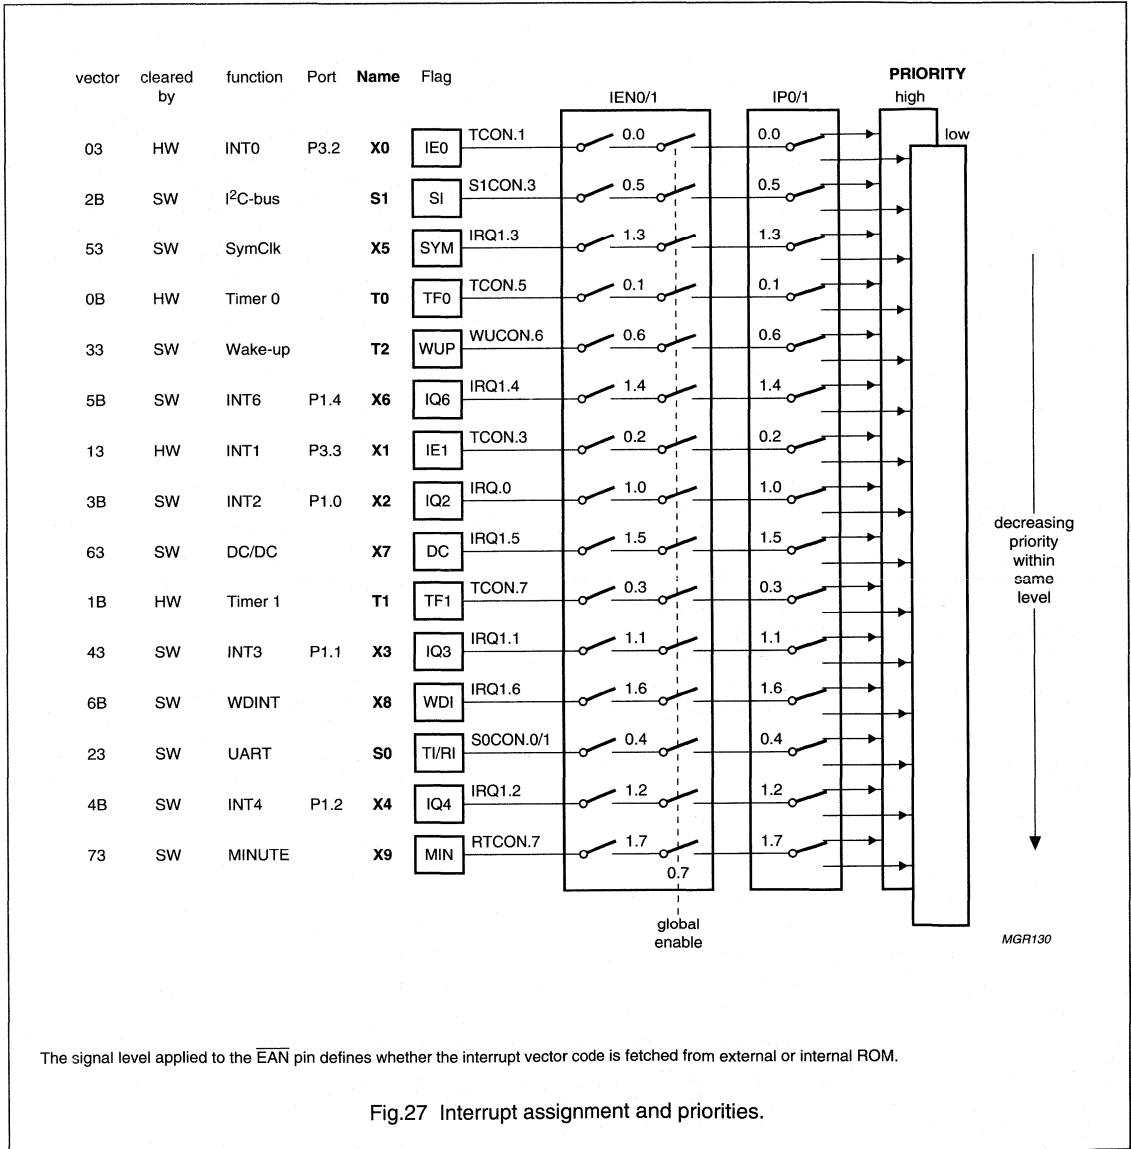 vector cleared by function Port Name Flag
IEN0/1 IP0/1 PRIORITY
high
low
03 HW INT0 P3.2 X0 IE0 TCON.1 0.0 0.0
2B SW I²C-bus S1 SI S1CON.3 0.5 0.5
53 SW SymClk X5 SYM IRQ1.3 1.3 1.3
0B HW Timer 0 T0 TF0 TCON.5 0.1 0.1
33 SW Wake-up T2 WUP WUCON.6 0.6 0.6
5B SW INT6 P1.4 X6 IQ6 IRQ1.4 1.4 1.4
13 HW INT1 P3.3 X1 IE1 TCON.3 0.2 0.2
3B SW INT2 P1.0 X2 IQ2 IRQ.0 1.0 1.0
63 SW DC/DC X7 DC IRQ1.5 1.5 1.5
1B HW Timer 1 T1 TF1 TCON.7 0.3 0.3
43 SW INT3 P1.1 X3 IQ3 IRQ1.1 1.1 1.1
6B SW WDINT X8 WDI IRQ1.6 1.6 1.6
23 SW UART S0 TI/RI S0CON.0/1 0.4 0.4
4B SW INT4 P1.2 X4 IQ4 IRQ1.2 1.2 1.2
73 SW MINUTE X9 MIN RTCON.7 1.7 1.7
0.7
global
enable
decreasing
priority
within
same
level
MGR130
The signal level applied to the EAN pin defines whether the interrupt vector code is fetched from external or internal ROM.
Fig.27 Interrupt assignment and priorities.